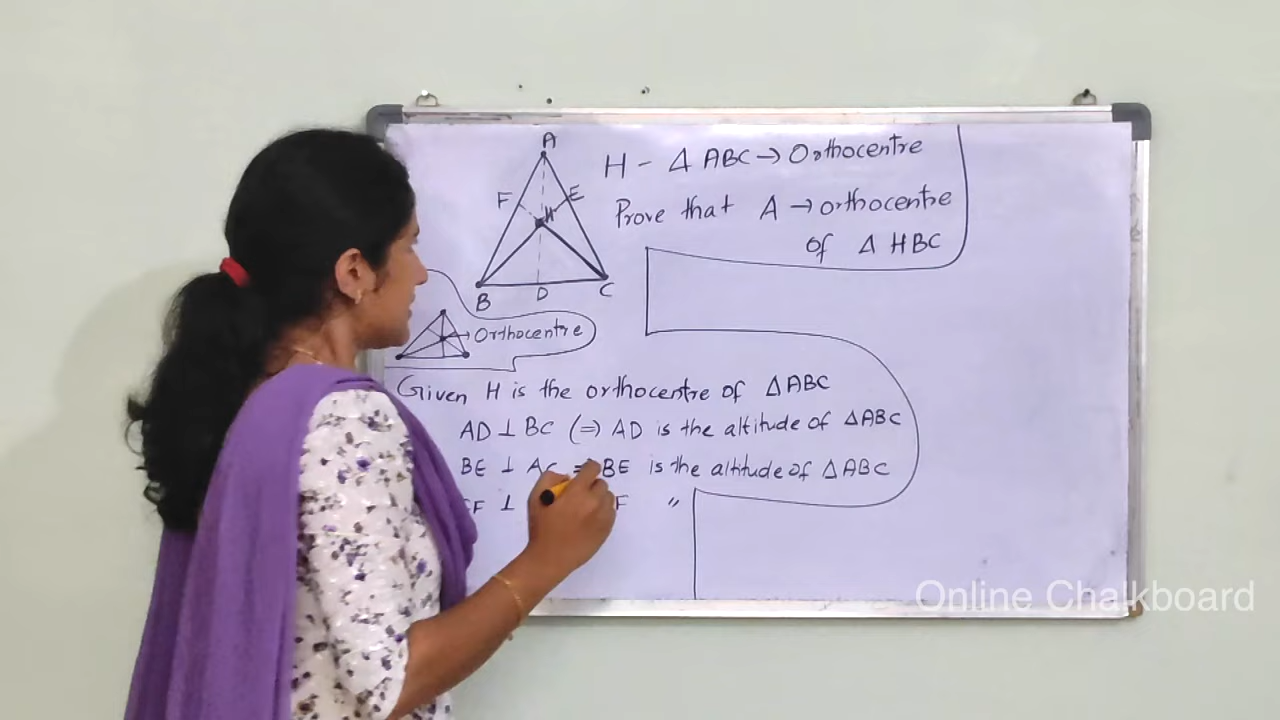 A
F
E
H
B
D
C
H - Δ ABC → Orthocentre
Prove that A → orthocentre
of Δ HBC
→ Orthocentre
Given H is the orthocentre of ΔABC
AD ⊥ BC (⇒) AD is the altitude of ΔABC
BE ⊥ AC ⇒ BE is the altitude of ΔABC
F ⊥ F "
Online Chalkboard